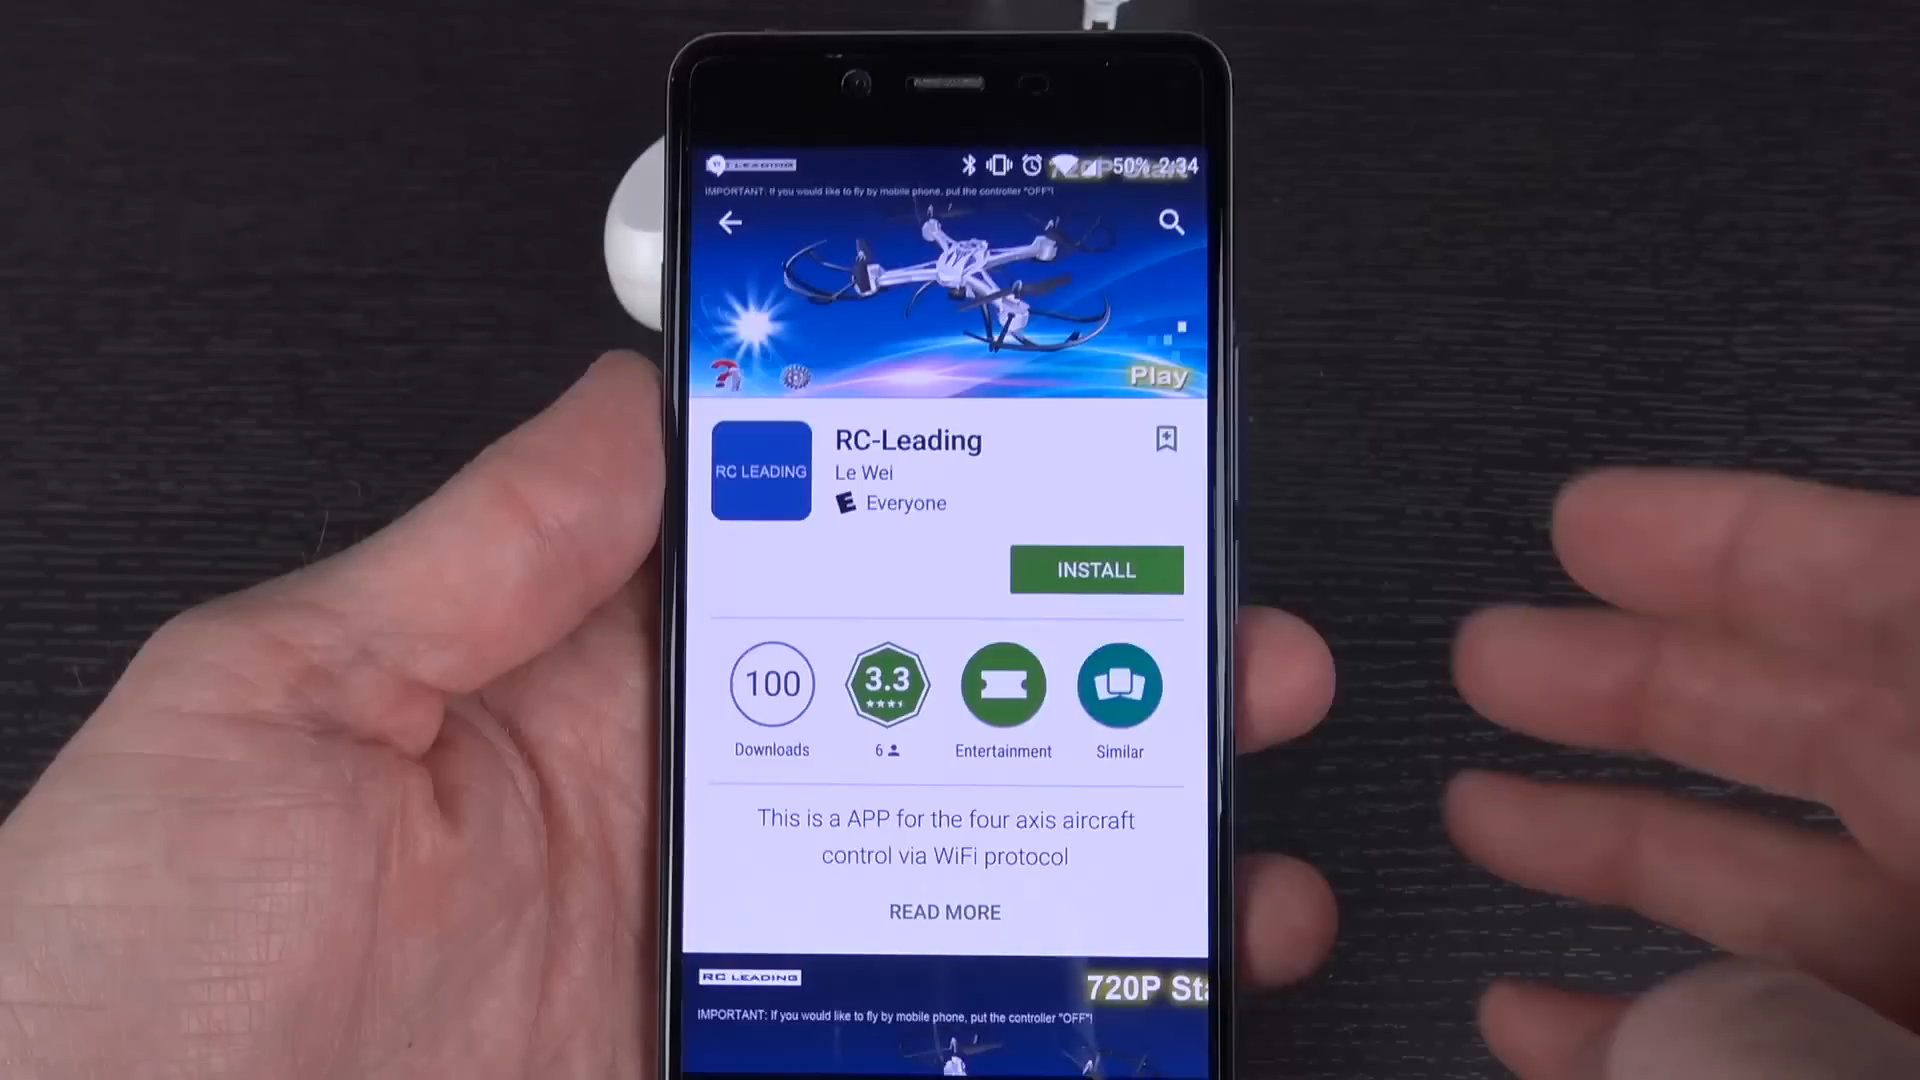 50% 2:34
IMPORTANT: If you would like to fly by mobile phone, put the controller "OFF"!
Play
RC LEADING
RC-Leading
Le Wei
E Everyone
INSTALL
100
3.3
Downloads
6
Entertainment
Similar
This is a APP for the four axis aircraft
control via WiFi protocol
READ MORE
RC LEADING
720P Sta
IMPORTANT: If you would like to fly by mobile phone, put the controller "OFF"!